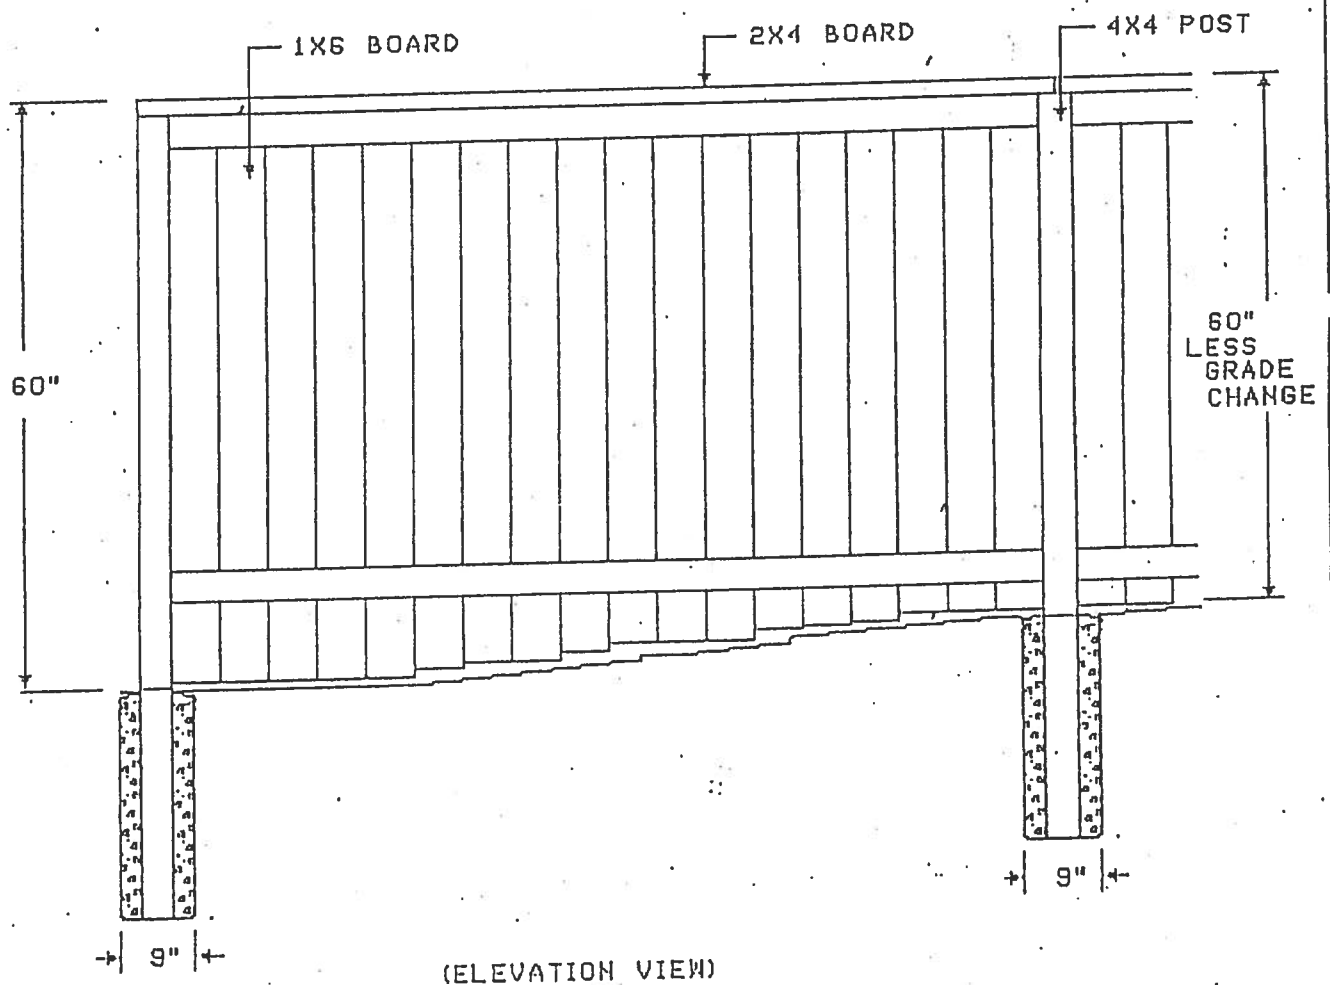 1X6 BOARD
2X4 BOARD
4X4 POST
60"
60"
LESS
GRADE
CHANGE
9"
9"
(ELEVATION VIEW)